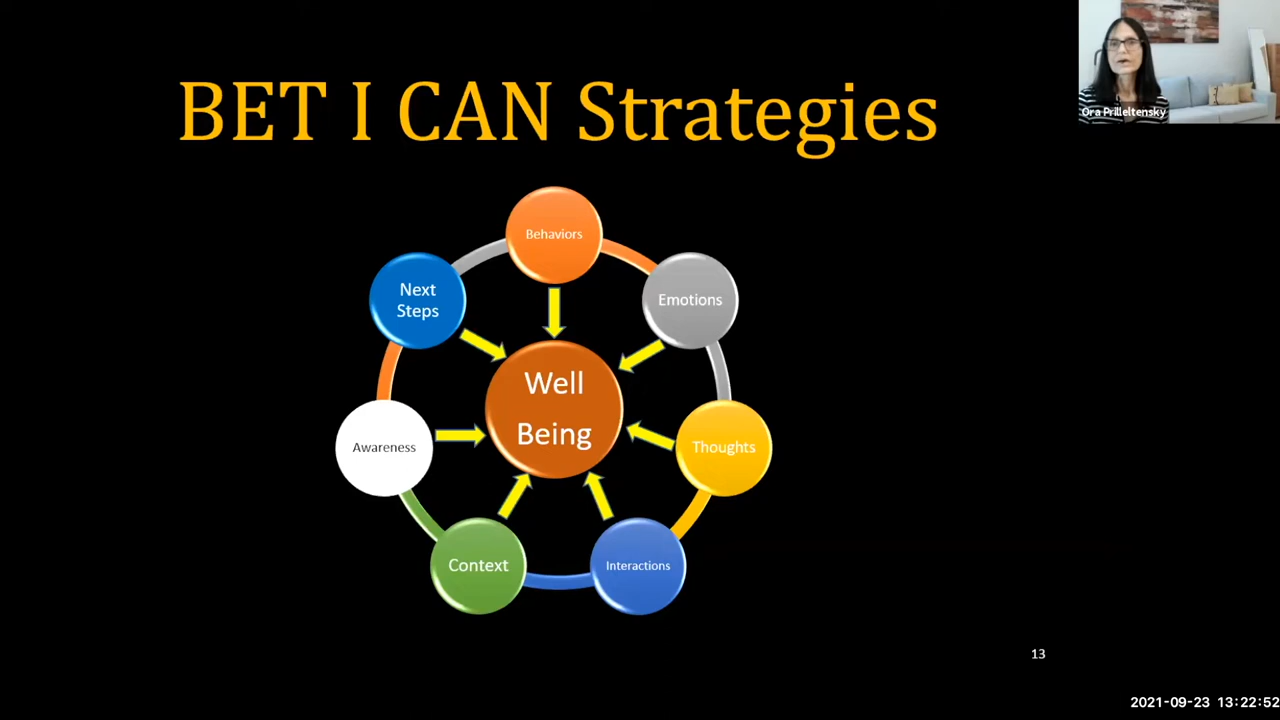 BET I CAN Strategies
Ora Prilleltensky
Behaviors
Emotions
Thoughts
Interactions
Context
Awareness
Next
Steps
Well
Being
13
2021-09-23 13:22:52